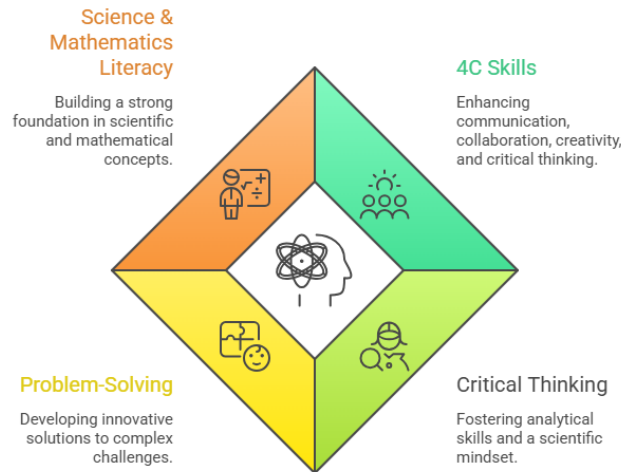 Science &
Mathematics
Literacy
Building a strong
foundation in scientific
and mathematical
concepts.
4C Skills
Enhancing
communication,
collaboration, creativity,
and critical thinking.
Problem-Solving
Developing innovative
solutions to complex
challenges.
Critical Thinking
Fostering analytical
skills and a scientific
mindset.